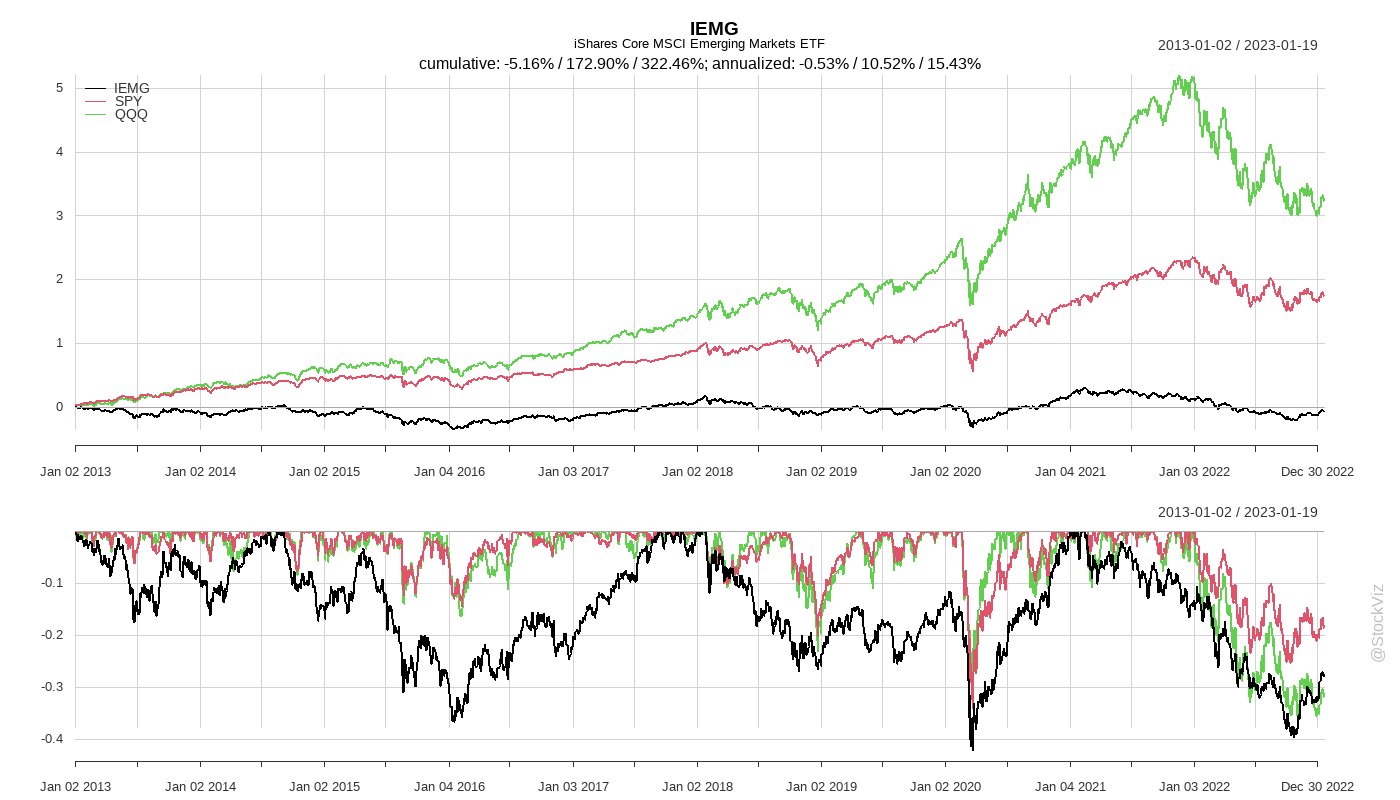 IEMG
iShares Core MSCI Emerging Markets ETF
2013-01-02 / 2023-01-19
cumulative: -5.16% / 172.90% / 322.46%; annualized: -0.53% / 10.52% / 15.43%
IEMG
SPY
QQQ
5
4
3
2
1
0
Jan 02 2013 Jan 02 2014 Jan 02 2015 Jan 04 2016 Jan 03 2017 Jan 02 2018 Jan 02 2019 Jan 02 2020 Jan 04 2021 Jan 03 2022 Dec 30 2022
2013-01-02 / 2023-01-19
-0.1
-0.2
-0.3
-0.4
Jan 02 2013 Jan 02 2014 Jan 02 2015 Jan 04 2016 Jan 03 2017 Jan 02 2018 Jan 02 2019 Jan 02 2020 Jan 04 2021 Jan 03 2022 Dec 30 2022
@StockViz